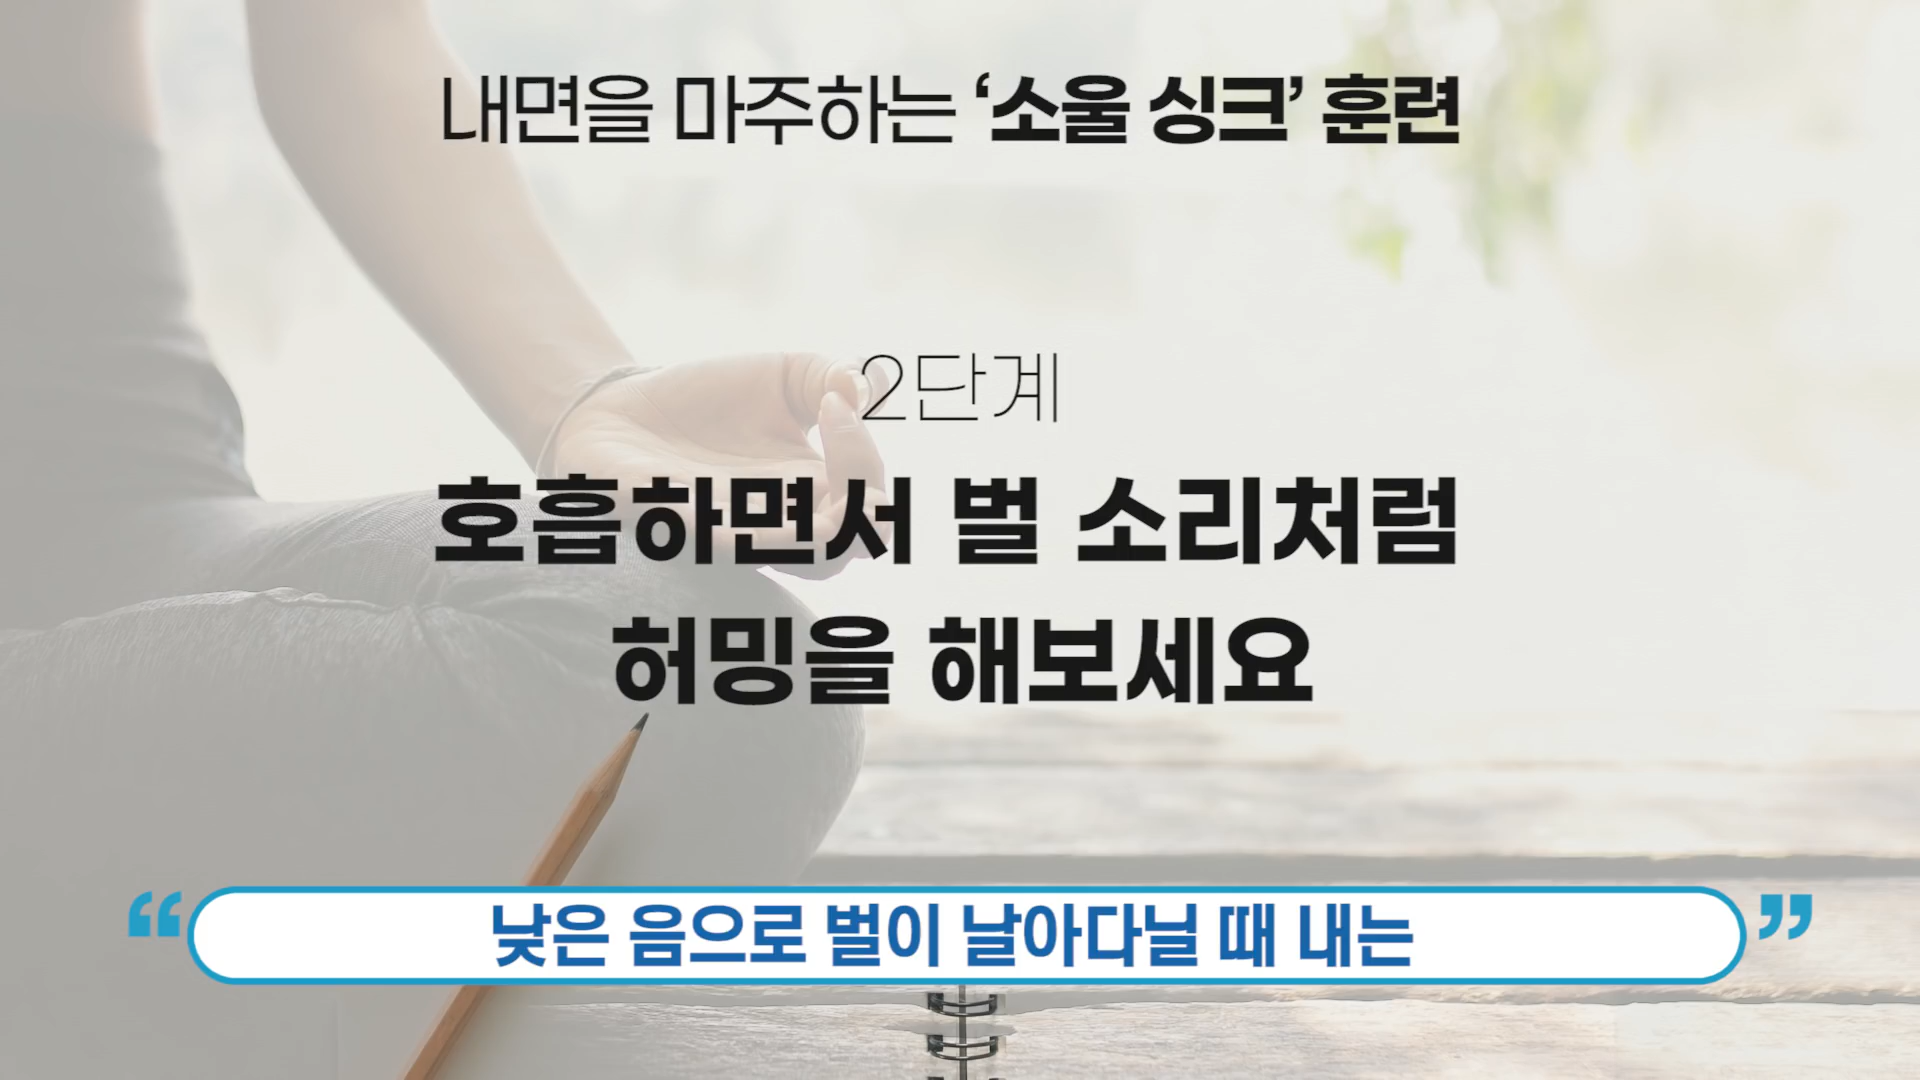 내면을 마주하는 ‘소울 싱크’ 훈련
2단계
호흡하면서 벌 소리처럼
허밍을 해보세요
“낮은 음으로 벌이 날아다닐 때 내는”